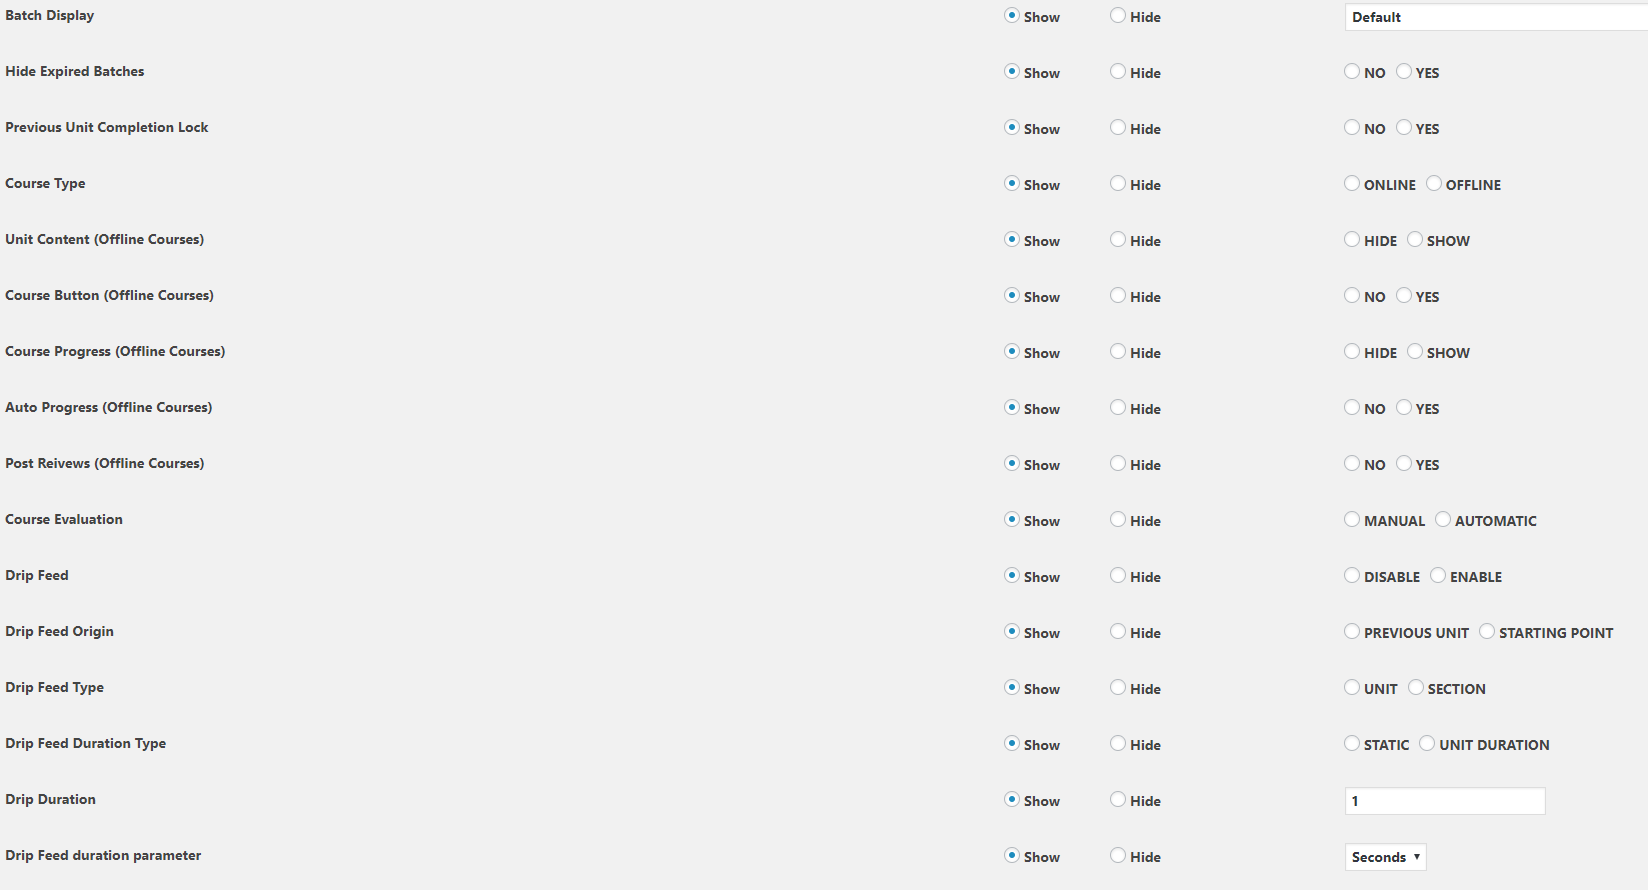 Batch Display Show Hide Default
Hide Expired Batches Show Hide NO YES
Previous Unit Completion Lock Show Hide NO YES
Course Type Show Hide ONLINE OFFLINE
Unit Content (Offline Courses) Show Hide HIDE SHOW
Course Button (Offline Courses) Show Hide NO YES
Course Progress (Offline Courses) Show Hide HIDE SHOW
Auto Progress (Offline Courses) Show Hide NO YES
Post Reivews (Offline Courses) Show Hide NO YES
Course Evaluation Show Hide MANUAL AUTOMATIC
Drip Feed Show Hide DISABLE ENABLE
Drip Feed Origin Show Hide PREVIOUS UNIT STARTING POINT
Drip Feed Type Show Hide UNIT SECTION
Drip Feed Duration Type Show Hide STATIC UNIT DURATION
Drip Duration Show Hide 1
Drip Feed duration parameter Show Hide Seconds